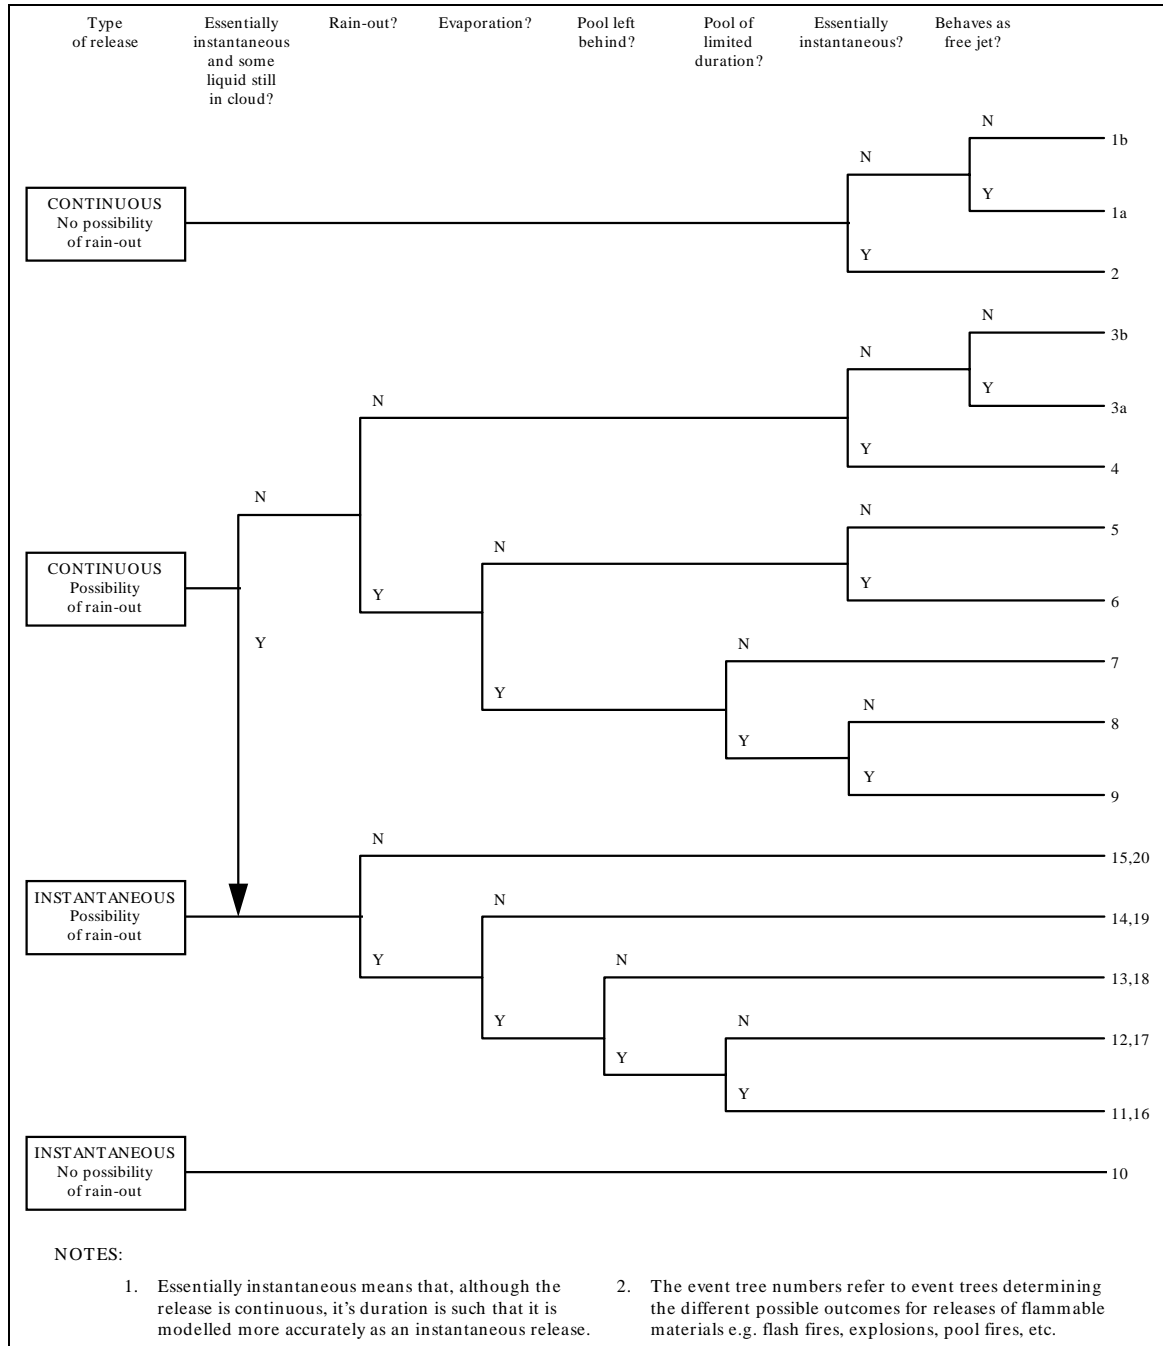 Type
of release
Essentially
instantaneous
and some
liquid still
in cloud?
Rain-out?
Evaporation?
Pool left
behind?
Pool of
limited
duration?
Essentially
instantaneous?
Behaves as
free jet?
N
1b
N
CONTINUOUS
No possibility
of rain-out
Y
1a
Y
2
N
3b
N
Y
3a
N
Y
4
N
N
5
N
CONTINUOUS
Possibility
of rain-out
Y
Y
6
Y
N
7
Y
N
8
Y
Y
9
N
15,20
INSTANTANEOUS
Possibility
of rain-out
N
14,19
Y
N
13,18
Y
N
12,17
Y
Y
11,16
INSTANTANEOUS
No possibility
of rain-out
10
NOTES:
1. Essentially instantaneous means that, although the
release is continuous, it's duration is such that it is
modelled more accurately as an instantaneous release.
2. The event tree numbers refer to event trees determining
the different possible outcomes for releases of flammable
materials e.g. flash fires, explosions, pool fires, etc.